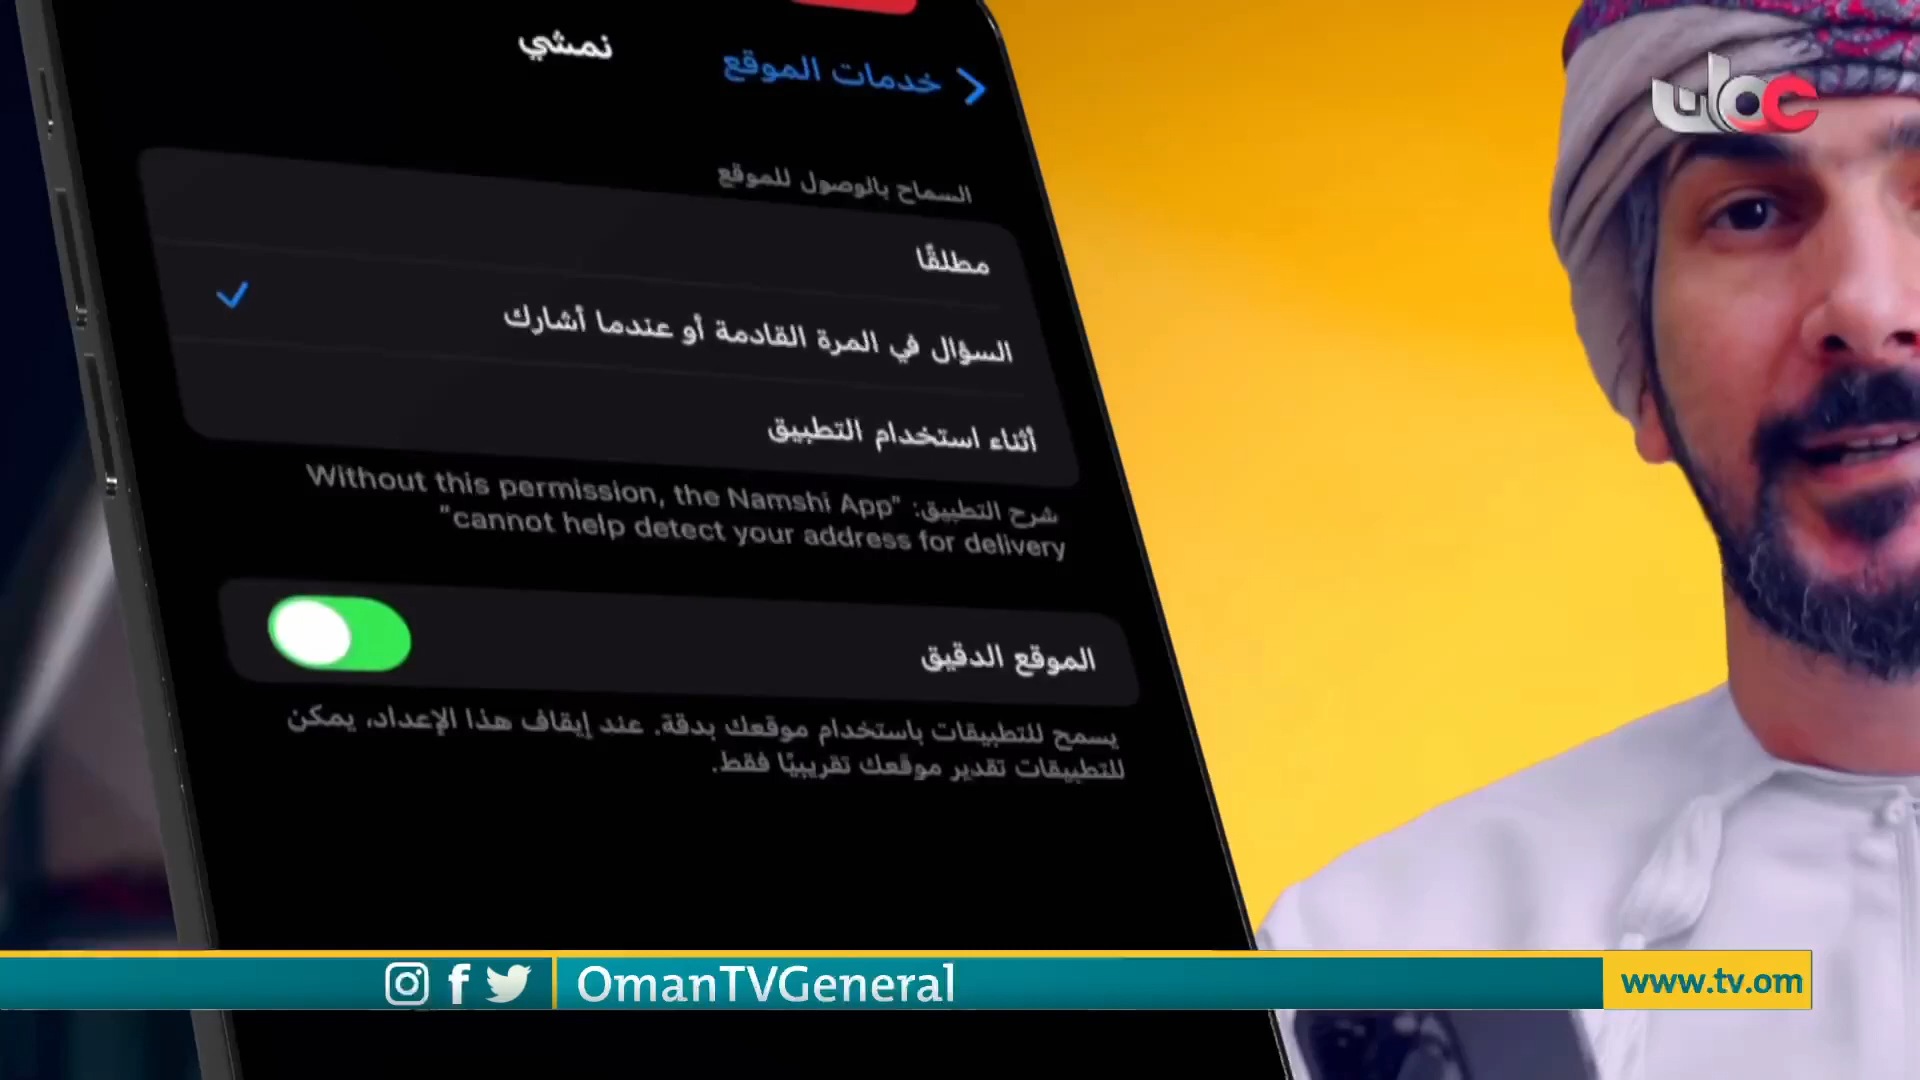 نمشي
خدمات الموقع
عمان
السماح بالوصول للموقع
مطلقًا
السؤال في المرة القادمة أو عندما أشارك
أثناء استخدام التطبيق
شرح التطبيق: "Without this permission, the Namshi App
cannot help detect your address for delivery"
الموقع الدقيق
يسمح للتطبيقات باستخدام موقعك بدقة. عند إيقاف هذا الإعداد، يمكن
للتطبيقات تقدير موقعك تقريبيًا فقط.
OmanTVGeneral
www.tv.om